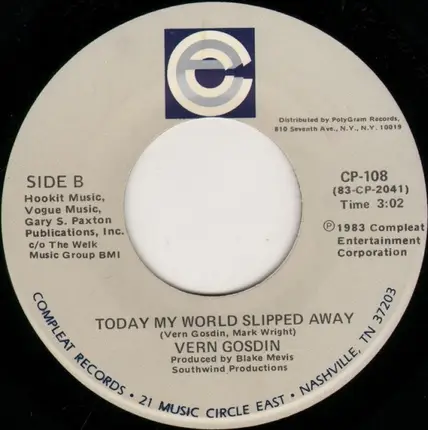 Distributed by PolyGram Records,
810 Seventh Ave., N.Y., N.Y. 10019
SIDE B
Hookit Music,
Vogue Music,
Gary S. Paxton
Publications, Inc.
c/o The Welk
Music Group BMI
CP-108
(83-CP-2041)
Time 3:02
Ⓟ1983 Compleat
Entertainment
Corporation
TODAY MY WORLD SLIPPED AWAY
(Vern Gosdin, Mark Wright)
VERN GOSDIN
Produced by Blake Mevis
Southwind Productions
COMPLEAT RECORDS • 21 MUSIC CIRCLE EAST • NASHVILLE, TN 37203